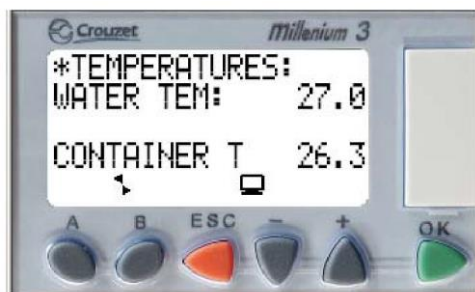 Crouzet millenium 3
*TEMPERATURES:
WATER TEM: 27.0
CONTAINER T 26.3
A B ESC - + OK